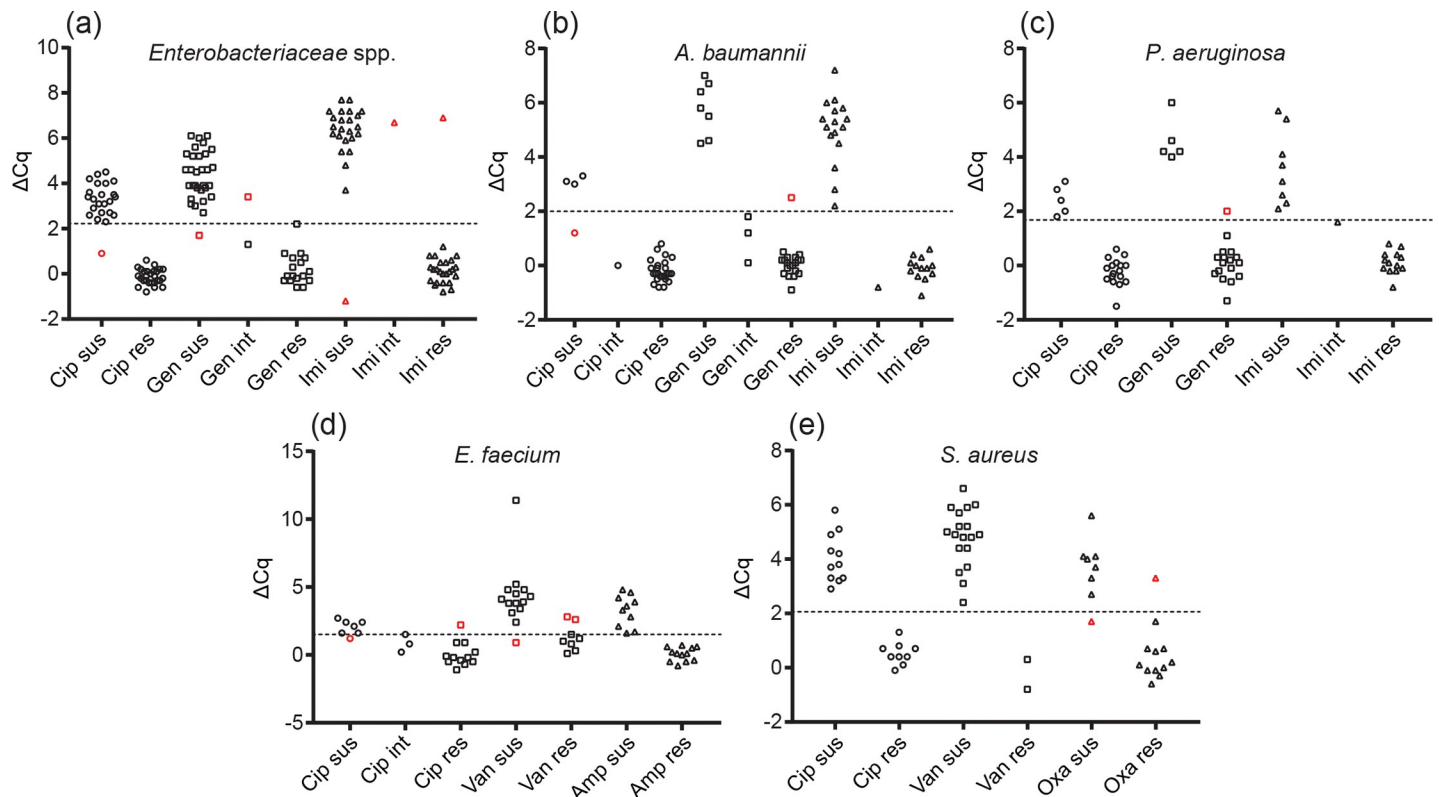 (a)
Enterobacteriaceae spp.
10
8
6
4
2
0
-2
ΔCq
Cip sus
Cip res
Gen sus
Gen int
Gen res
Imi sus
Imi int
Imi res
(b)
A. baumannii
8
6
4
2
0
-2
ΔCq
Cip sus
Cip int
Cip res
Gen sus
Gen int
Gen res
Imi sus
Imi int
Imi res
(c)
P. aeruginosa
8
6
4
2
0
-2
ΔCq
Cip sus
Cip res
Gen sus
Gen res
Imi sus
Imi int
Imi res
(d)
E. faecium
15
10
5
0
-5
ΔCq
Cip sus
Cip int
Cip res
Van sus
Van res
Amp sus
Amp res
(e)
S. aureus
8
6
4
2
0
-2
ΔCq
Cip sus
Cip res
Van sus
Van res
Oxa sus
Oxa res